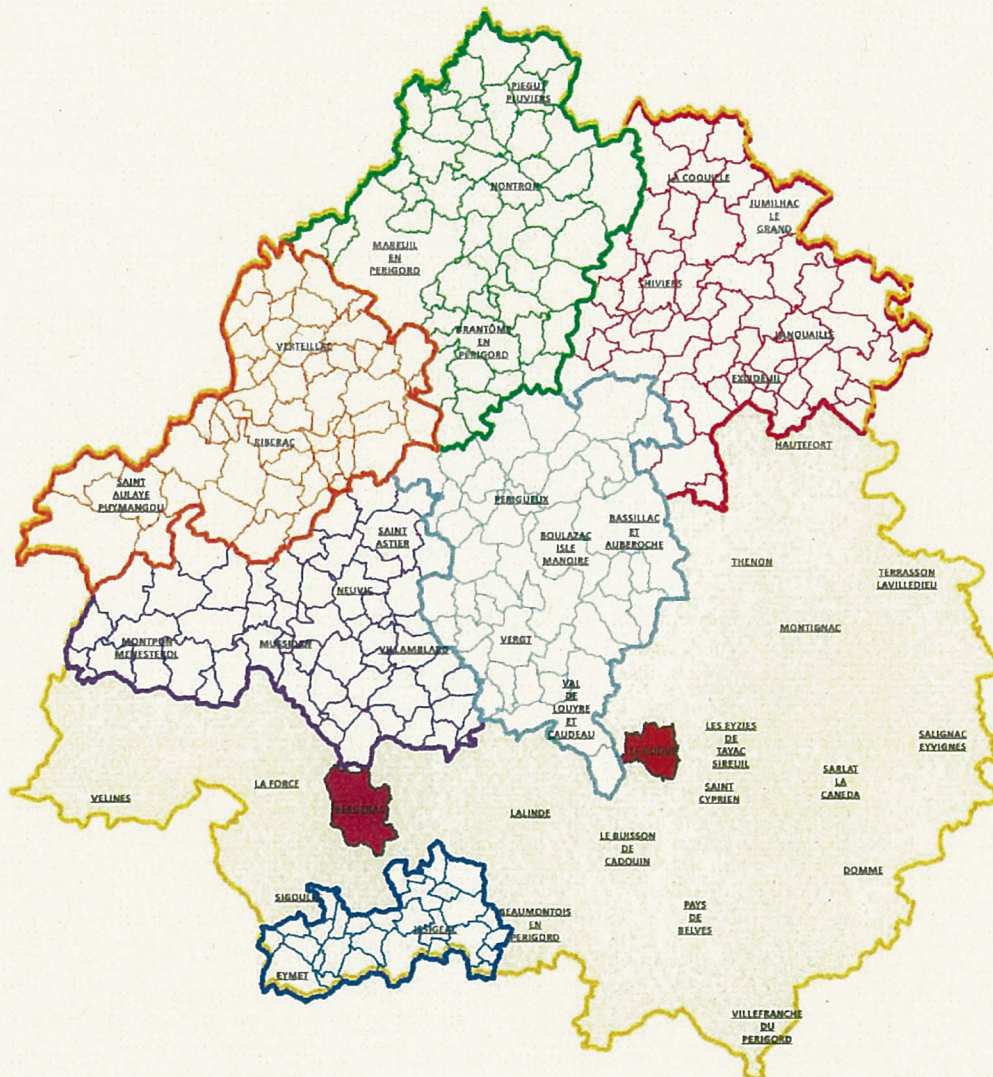 PIEGUT
PLUVIERS
LA COQUILLE
NONTRON
JUMILHAC
LE
GRAND
MAREUIL
EN
PERIGORD
THIVIERS
BRANTÔME
EN
PERIGORD
LANOUAILLE
VERTEILLAC
EXCIDEUIL
RIBERAC
HAUTEFORT
SAINT
AULAYE
PUYMANGOU
PERIGUEUX
SAINT
ASTIER
BOULAZAC
ISLE
MANOIRE
BASSILLAC
ET
AUBEROCHE
THENON
TERRASSON
LAVILLEDIEU
NEUVIC
MONTIGNAC
MONTPON
MENESTEROL
MUSSIDAN
VILLAMBLARD
VERGT
VAL
DE
LOUYRE
ET
CAUDEAU
LES EYZIES
DE
TAYAC
SIREUIL
SALIGNAC
EYVIGNES
LE BUGUE
SARLAT
LA
CANEDA
SAINT
CYPRIEN
LA FORCE
VELINES
BERGERAC
LALINDE
LE BUISSON
DE
CADOUIN
DOMME
SIGOULES
BEAUMONTOIS
EN
PERIGORD
PAYS
DE
BELVES
ISSIGEAC
EYMET
VILLEFRANCHE
DU
PERIGORD